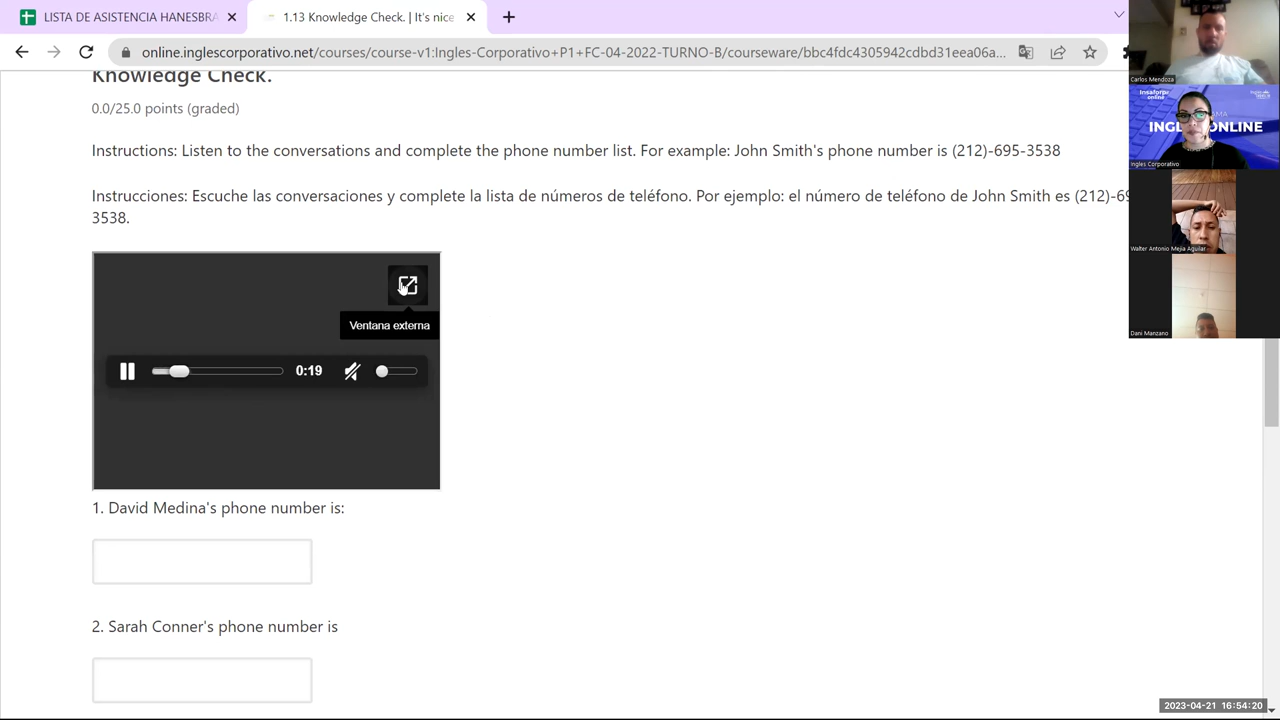 LISTA DE ASISTENCIA HANESBRA
1.13 Knowledge Check. | It's nice
online.inglescorporativo.net/courses/course-v1:Ingles-Corporativo+P1+FC-04-2022-TURNO-B/courseware/bbc4fdc4305942cdbd31eea06a...
Carlos Mendoza
Insaforp
online
INGL ONLINE
Ingles Corporativo
Walter Antonio Mejia Aguilar
Dani Manzano
Knowledge Check.
0.0/25.0 points (graded)
Instructions: Listen to the conversations and complete the phone number list. For example: John Smith's phone number is (212)-695-3538
Instrucciones: Escuche las conversaciones y complete la lista de números de teléfono. Por ejemplo: el número de teléfono de John Smith es (212)-69
3538.
Ventana externa
0:19
1. David Medina's phone number is:
2. Sarah Conner's phone number is
2023-04-21 16:54:20